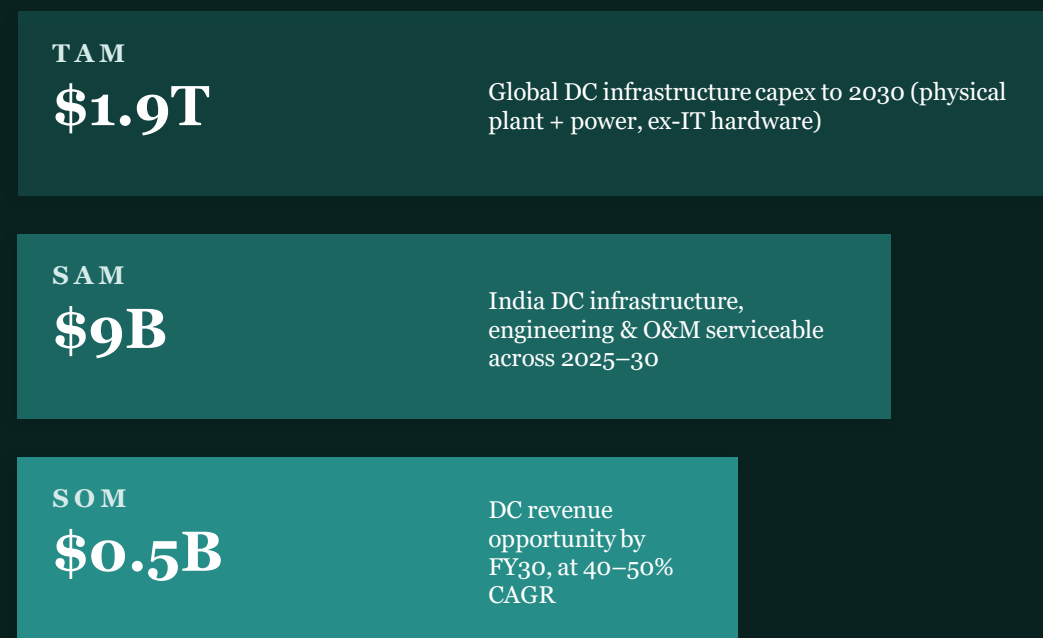 TAM
$1.9T
Global DC infrastructure capex to 2030 (physical
plant + power, ex-IT hardware)
SAM
$9B
India DC infrastructure,
engineering & O&M serviceable
across 2025–30
SOM
$0.5B
DC revenue
opportunity by
FY30, at 40–50%
CAGR